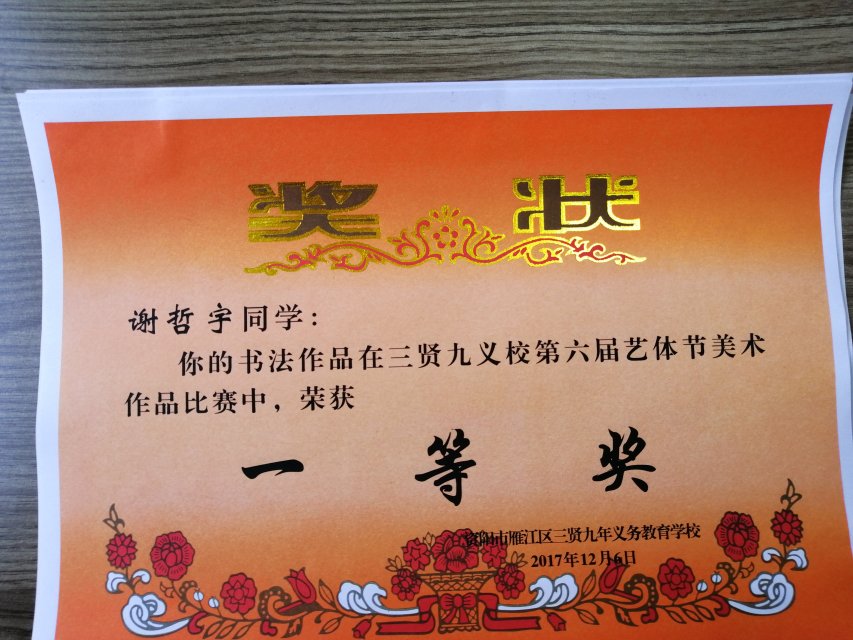 奖状
谢哲宇同学：
你的书法作品在三贤九义校第六届艺体节美术
作品比赛中，荣获
一等奖
资阳市雁江区三贤九年义务教育学校
2017年12月6日